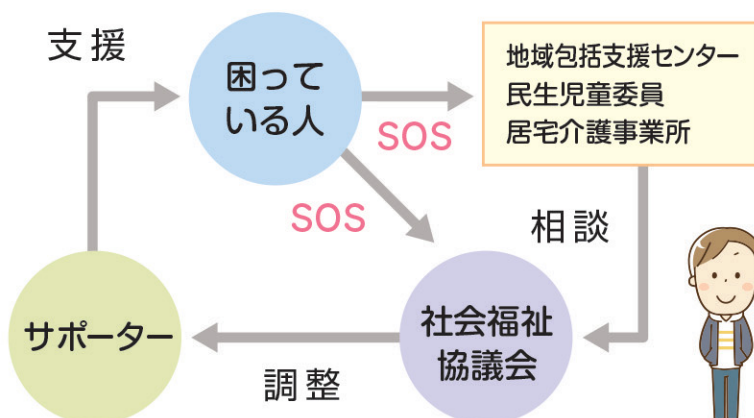 支援
困って
いる人
SOS
SOS
地域包括支援センター
民生児童委員
居宅介護事業所
相談
社会福祉
協議会
調整
サポーター